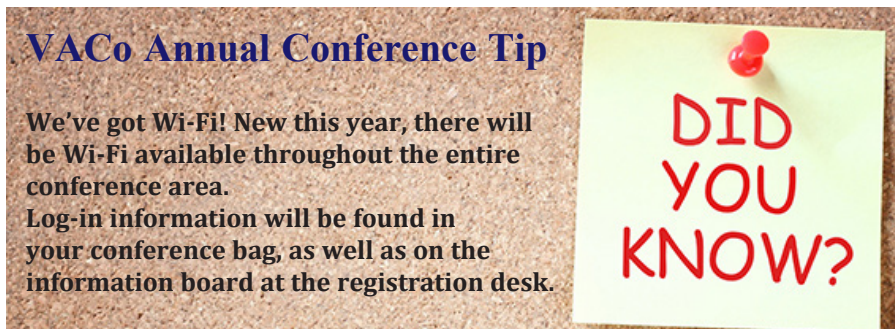 VACo Annual Conference Tip
We’ve got Wi-Fi! New this year, there will
be Wi-Fi available throughout the entire
conference area.
Log-in information will be found in
your conference bag, as well as on the
information board at the registration desk.
DID
YOU
KNOW?